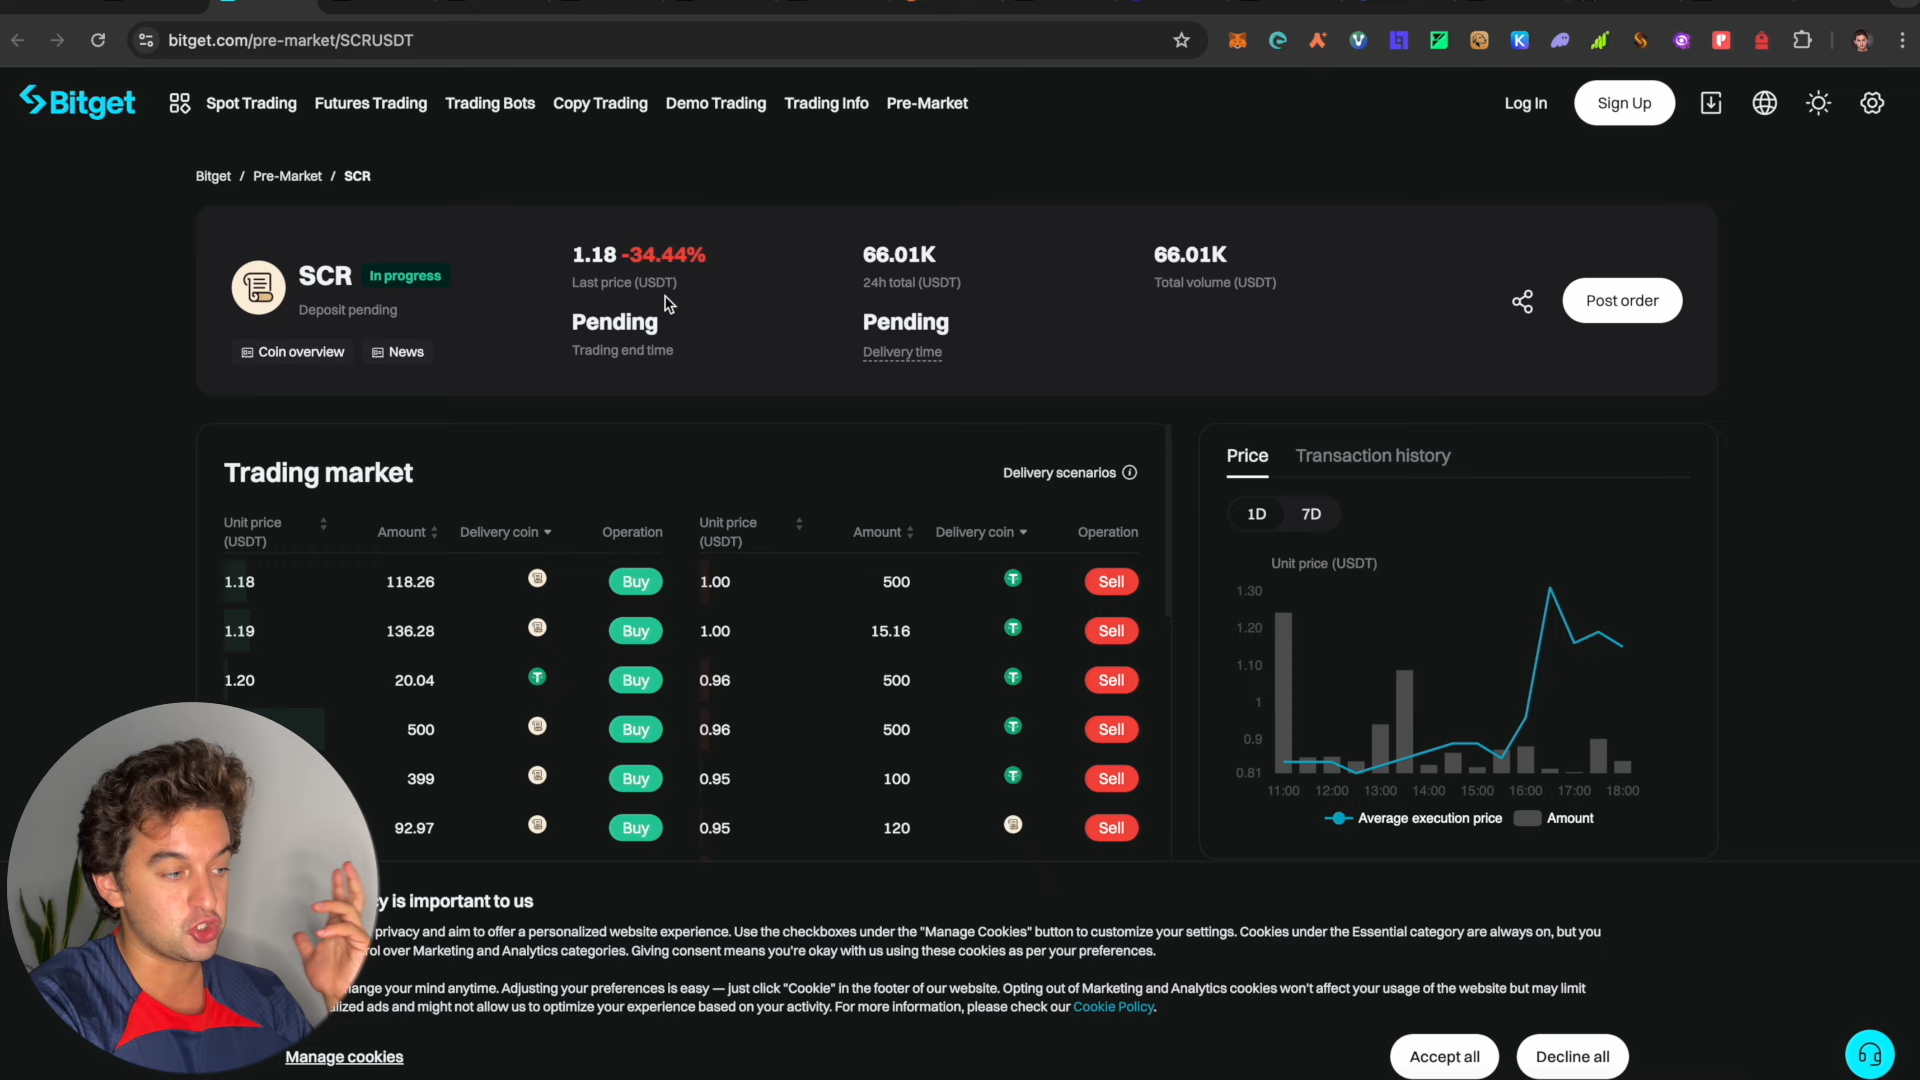 bitget.com/pre-market/SCRUSDT
Bitget
Spot Trading
Futures Trading
Trading Bots
Copy Trading
Demo Trading
Trading Info
Pre-Market
Log In
Sign Up
Bitget / Pre-Market / SCR
SCR In progress
Deposit pending
Coin overview
News
1.18 -34.44%
Last price (USDT)
66.01K
24h total (USDT)
66.01K
Total volume (USDT)
Pending
Trading end time
Pending
Delivery time
Post order
Trading market
Delivery scenarios
Unit price (USDT) Amount Delivery coin Operation Unit price (USDT) Amount Delivery coin Operation
1.18 118.26 Buy 1.00 500 Sell
1.19 136.28 Buy 1.00 15.16 Sell
1.20 20.04 Buy 0.96 500 Sell
500 Buy 0.96 500 Sell
399 Buy 0.95 100 Sell
92.97 Buy 0.95 120 Sell
Price
Transaction history
1D 7D
Unit price (USDT)
1.30
1.20
1.10
1
0.9
0.81
11:00 12:00 13:00 14:00 15:00 16:00 17:00 18:00
Average execution price
Amount
y is important to us
privacy and aim to offer a personalized website experience. Use the checkboxes under the "Manage Cookies" button to customize your settings. Cookies under the Essential category are always on, but you
ol over Marketing and Analytics categories. Giving consent means you're okay with us using these cookies as per your preferences.
ange your mind anytime. Adjusting your preferences is easy — just click "Cookie" in the footer of our website. Opting out of Marketing and Analytics cookies won't affect your usage of the website but may limit
lized ads and might not allow us to optimize your experience based on your activity. For more information, please check our Cookie Policy.
Manage cookies
Accept all
Decline all